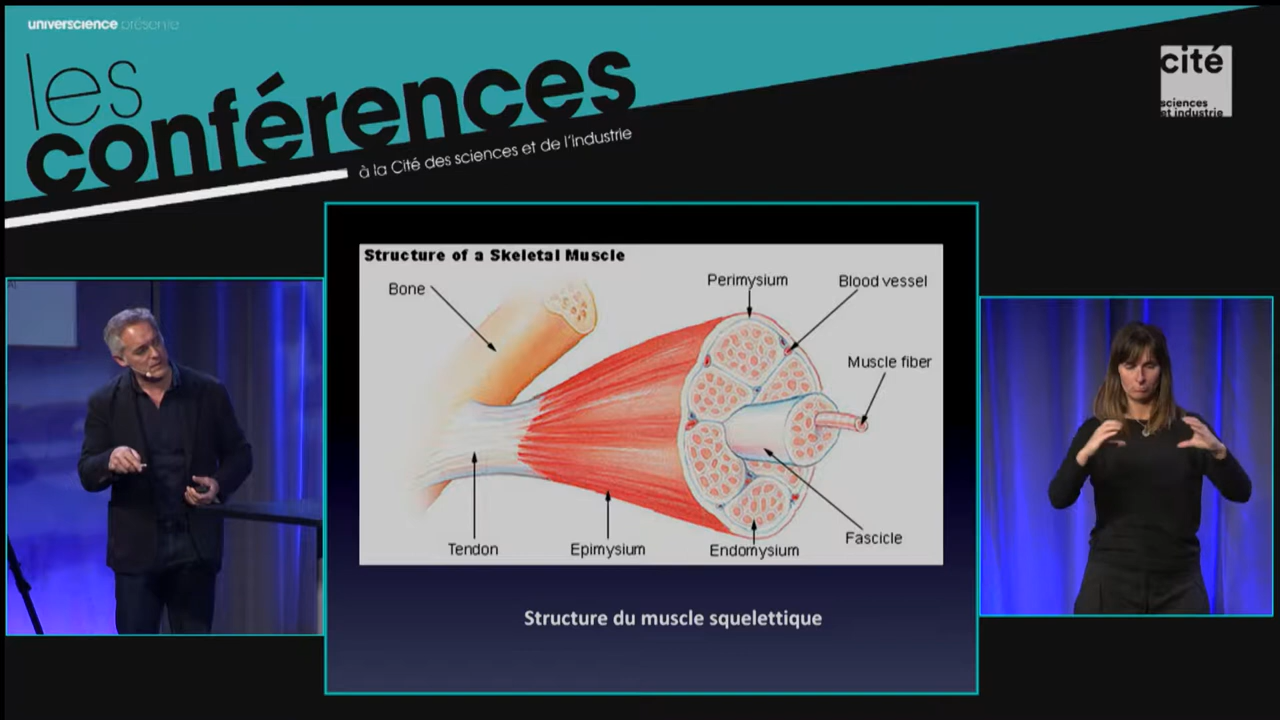 universcience présente
les
conférences
à la Cité des sciences et de l'industrie
cité
sciences
et industrie
Structure of a Skeletal Muscle
Bone
Perimysium
Blood vessel
Muscle fiber
Tendon
Epimysium
Endomysium
Fascicle
Structure du muscle squelettique